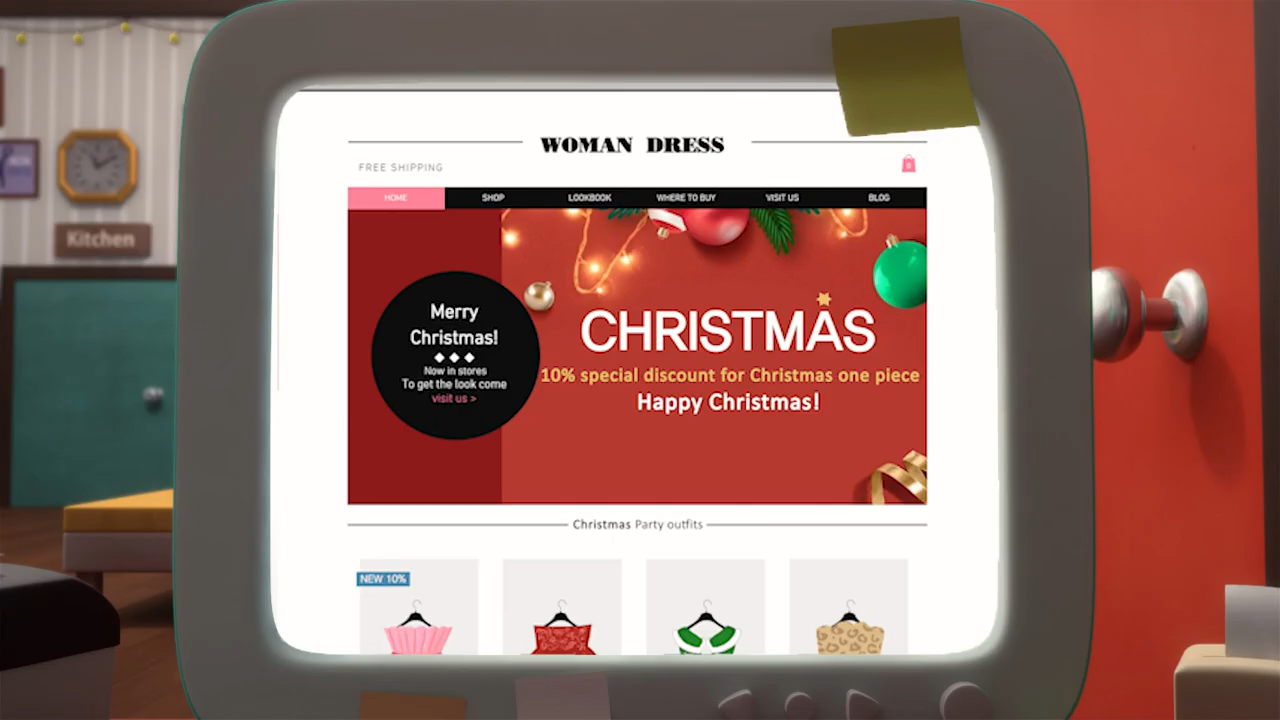 WOMAN DRESS
FREE SHIPPING
HOME SHOP LOOKBOOK WHERE TO BUY VISIT US BLOG
Kitchen
Merry
Christmas!
Now in stores
To get the look come
visit us >
CHRISTMAS
10% special discount for Christmas one piece
Happy Christmas!
Christmas Party outfits
NEW 10%